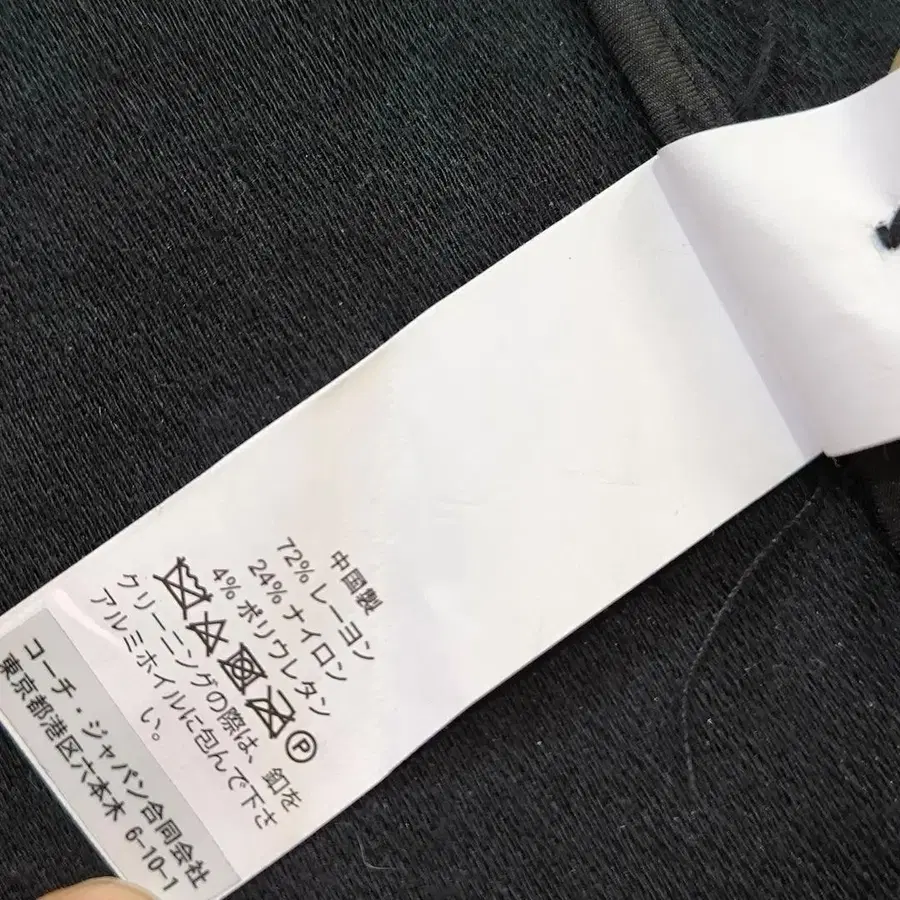 中国製
72% レーヨン
24% ナイロン
4% ポリウレタン
P
クリーニングの際は、釦を
アルミホイルに包んで下さ
い。
コーチ・ジャパン合同会社
東京都港区六本木 6-10-1